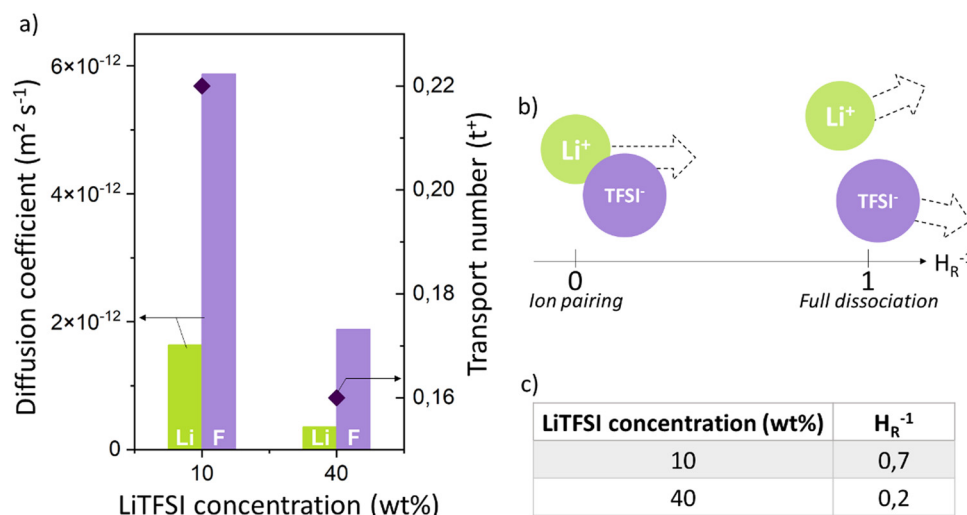 a)
Diffusion coefficient (m² s⁻¹)
6×10⁻¹²
4×10⁻¹²
2×10⁻¹²
0
Li F
Li F
10
40
LiTFSI concentration (wt%)
0,22
0,20
0,18
0,16
Transport number (t⁺)
b)
Li⁺
TFSI⁻
Li⁺
TFSI⁻
0
1
H_R⁻¹
Ion pairing
Full dissociation
c)
LiTFSI concentration (wt%) H_R⁻¹
10 0,7
40 0,2